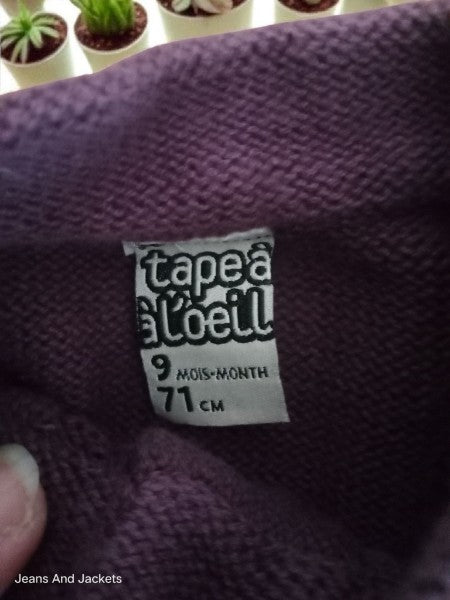 tape à
à l'oeil
9 MOIS-MONTH
71 CM
Jeans And Jackets